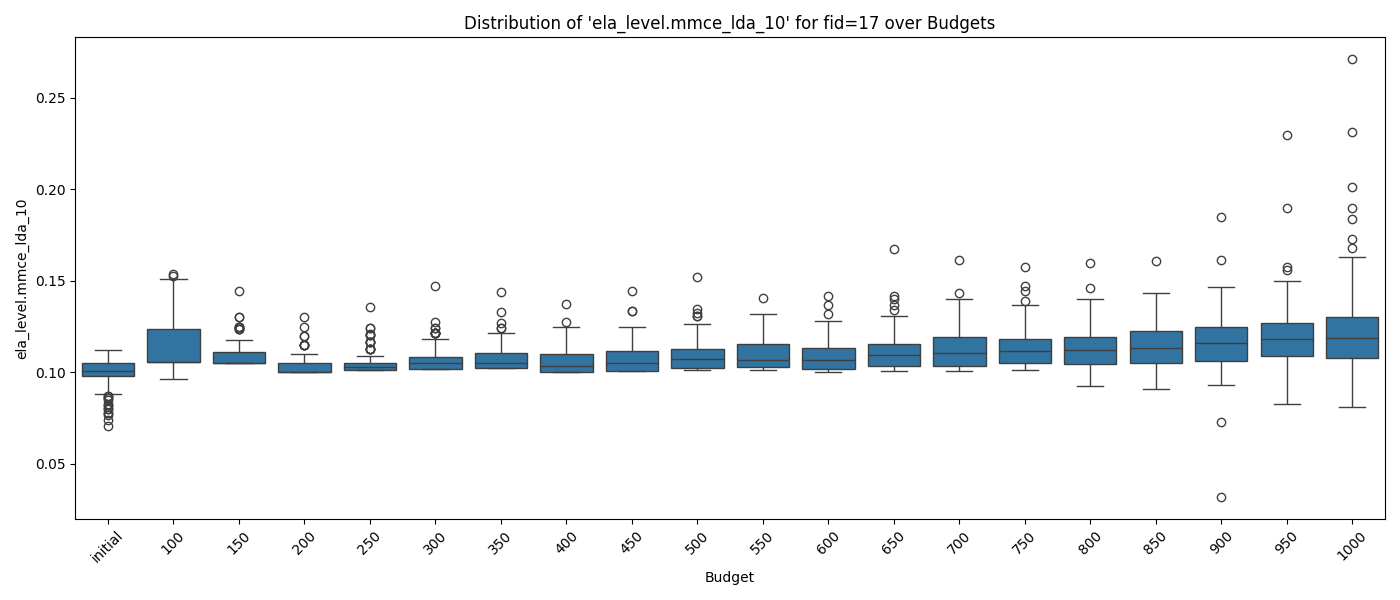 Distribution of 'ela_level.mmce_lda_10' for fid=17 over Budgets
ela_level.mmce_lda_10
0.25
0.20
0.15
0.10
0.05
initial 100 150 200 250 300 350 400 450 500 550 600 650 700 750 800 850 900 950 1000
Budget